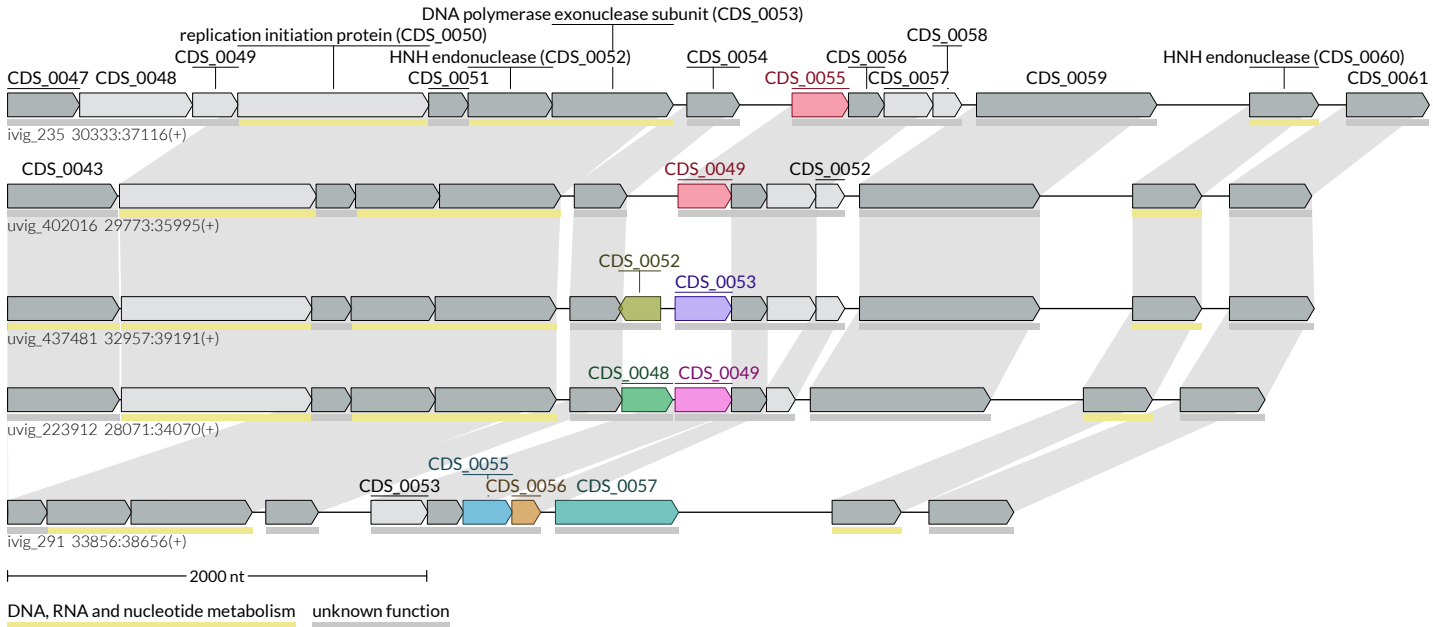 DNA polymerase exonuclease subunit (CDS_0053)
replication initiation protein (CDS_0050)
CDS_0058
CDS_0049
HNH endonuclease (CDS_0052)
CDS_0054
CDS_0056
HNH endonuclease (CDS_0060)
CDS_0047
CDS_0048
CDS_0051
CDS_0055
CDS_0057
CDS_0059
CDS_0061
ivig_235 30333:37116(+)
CDS_0043
CDS_0049
CDS_0052
uvig_402016 29773:35995(+)
CDS_0052
CDS_0053
uvig_437481 32957:39191(+)
CDS_0048
CDS_0049
uvig_223912 28071:34070(+)
CDS_0055
CDS_0053
CDS_0056
CDS_0057
ivig_291 33856:38656(+)
2000 nt
DNA, RNA and nucleotide metabolism
unknown function